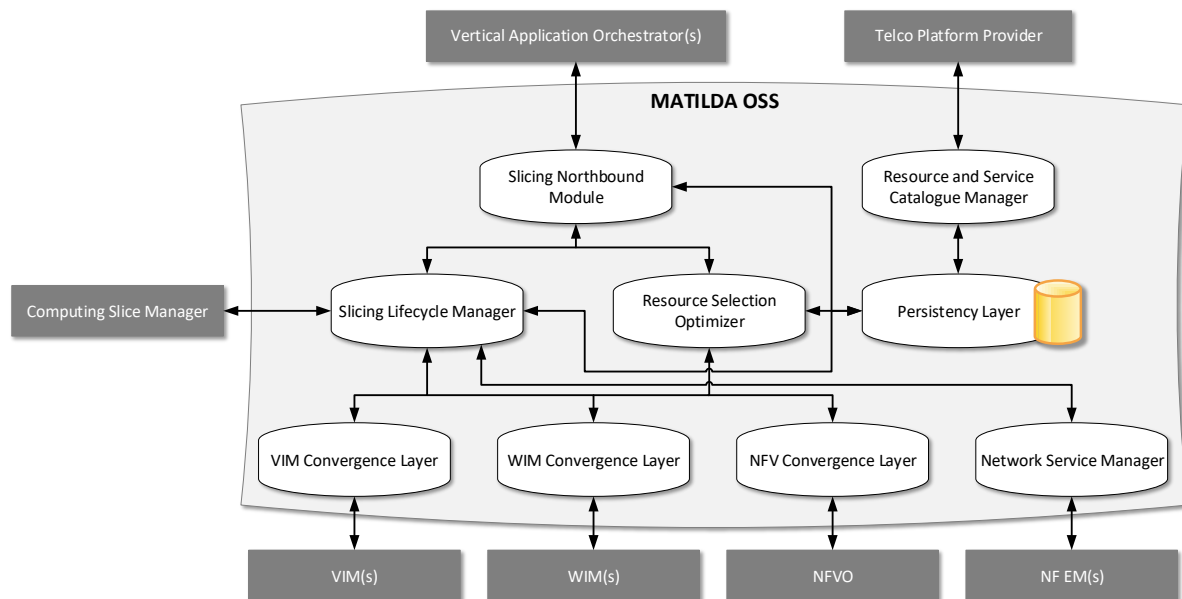 Vertical Application Orchestrator(s)
Telco Platform Provider
MATILDA OSS
Slicing Northbound
Module
Resource and Service
Catalogue Manager
Computing Slice Manager
Slicing Lifecycle Manager
Resource Selection
Optimizer
Persistency Layer
VIM Convergence Layer
WIM Convergence Layer
NFV Convergence Layer
Network Service Manager
VIM(s)
WIM(s)
NFVO
NF EM(s)